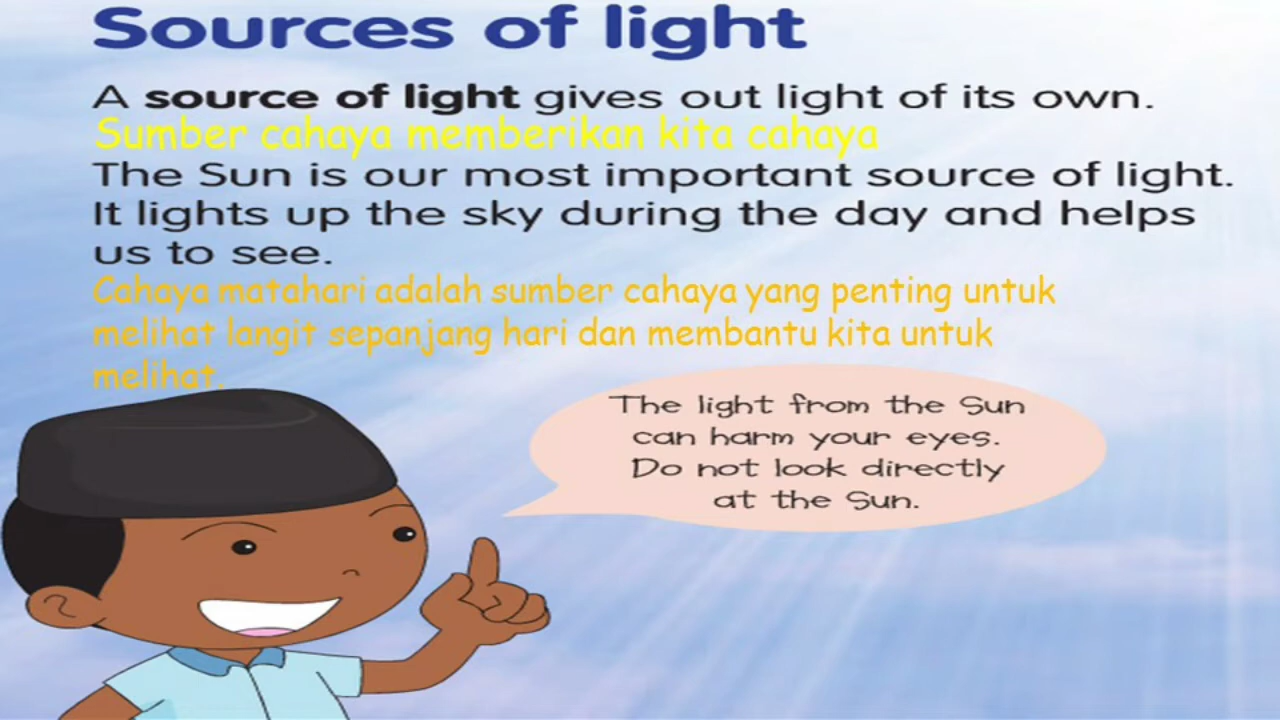 Sources of light
A source of light gives out light of its own.
Sumber cahaya memberikan kita cahaya
The Sun is our most important source of light.
It lights up the sky during the day and helps
us to see.
Cahaya matahari adalah sumber cahaya yang penting untuk
melihat langit sepanjang hari dan membantu kita untuk
melihat.
The light from the Sun
can harm your eyes.
Do not look directly
at the Sun.